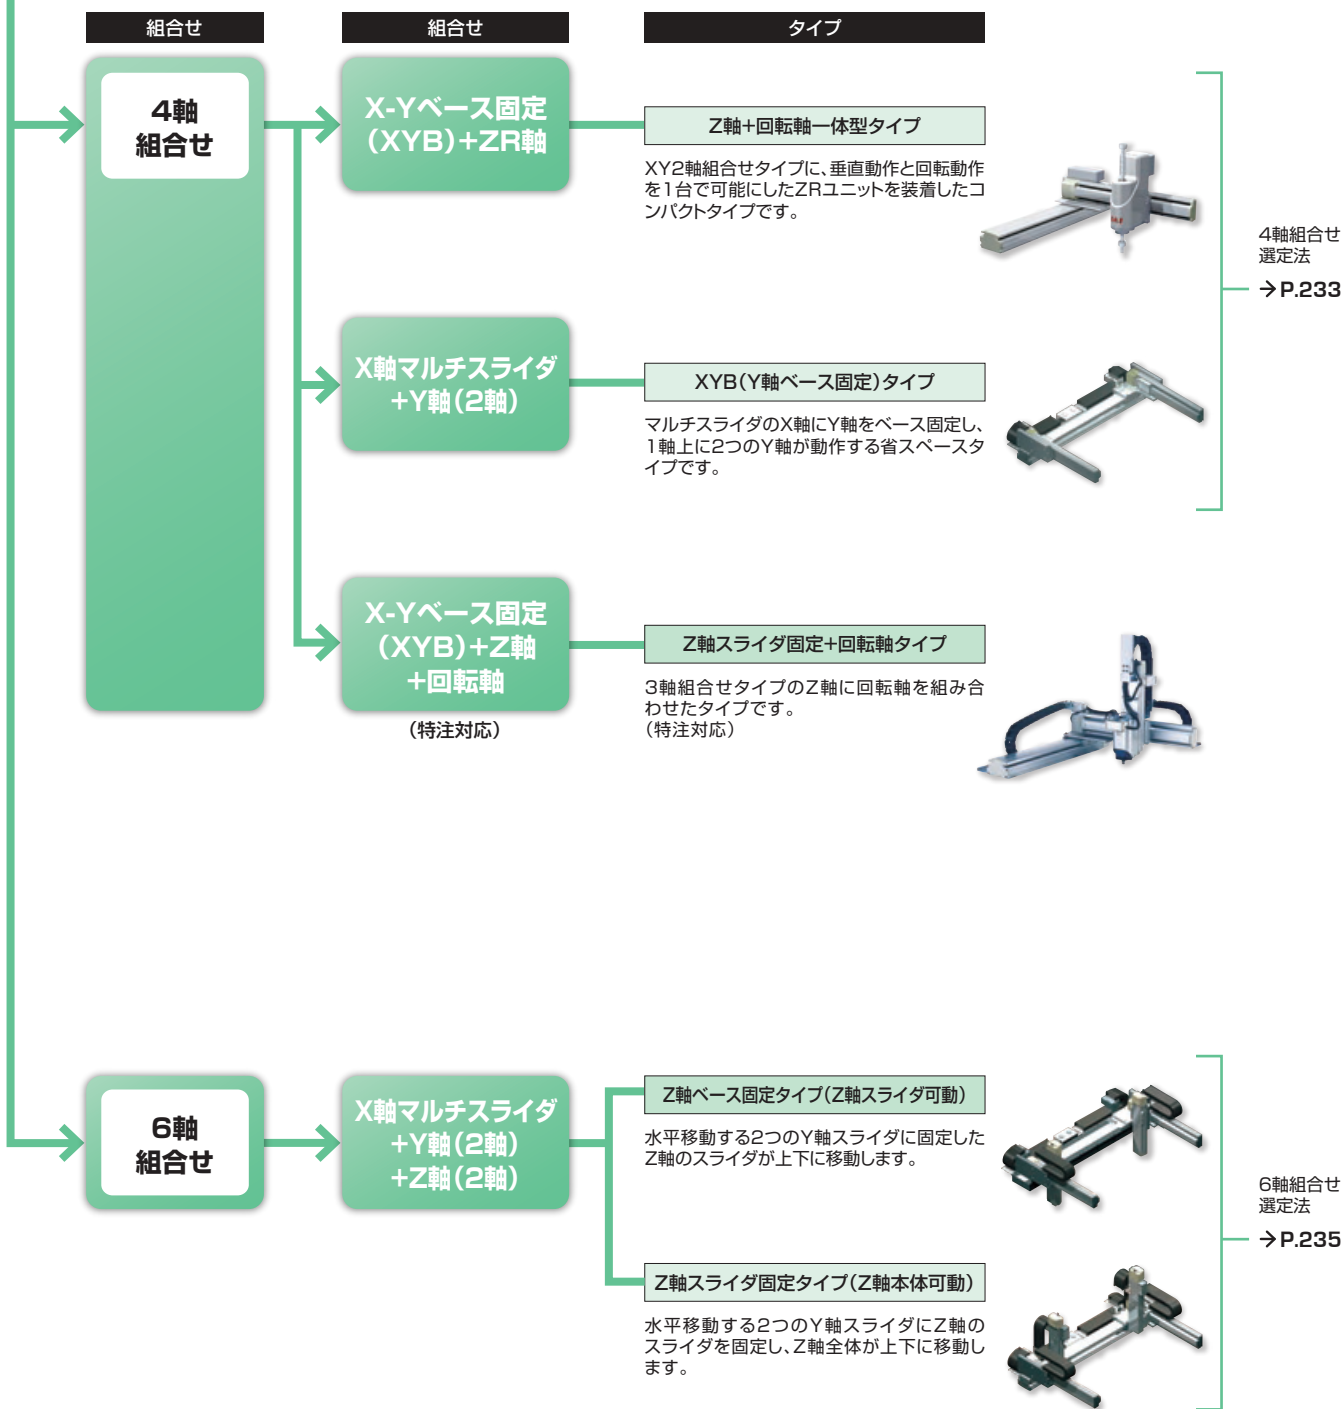 組合せ
組合せ
タイプ
4軸
組合せ
X-Yベース固定
(XYB)+ZR軸
Z軸+回転軸一体型タイプ
XY2軸組合せタイプに、垂直動作と回転動作
を1台で可能にしたZRユニットを装着したコ
ンパクトタイプです。
4軸組合せ
選定法
→P.233
X軸マルチスライダ
+Y軸(2軸)
XYB(Y軸ベース固定)タイプ
マルチスライダのX軸にY軸をベース固定し、
1軸上に2つのY軸が動作する省スペースタ
イプです。
X-Yベース固定
(XYB)+Z軸
+回転軸
(特注対応)
Z軸スライダ固定+回転軸タイプ
3軸組合せタイプのZ軸に回転軸を組み合
わせたタイプです。
(特注対応)
6軸
組合せ
X軸マルチスライダ
+Y軸(2軸)
+Z軸(2軸)
Z軸ベース固定タイプ(Z軸スライダ可動)
水平移動する2つのY軸スライダに固定した
Z軸のスライダが上下に移動します。
6軸組合せ
選定法
→P.235
Z軸スライダ固定タイプ(Z軸本体可動)
水平移動する2つのY軸スライダにZ軸の
スライダを固定し、Z軸全体が上下に移動し
ます。